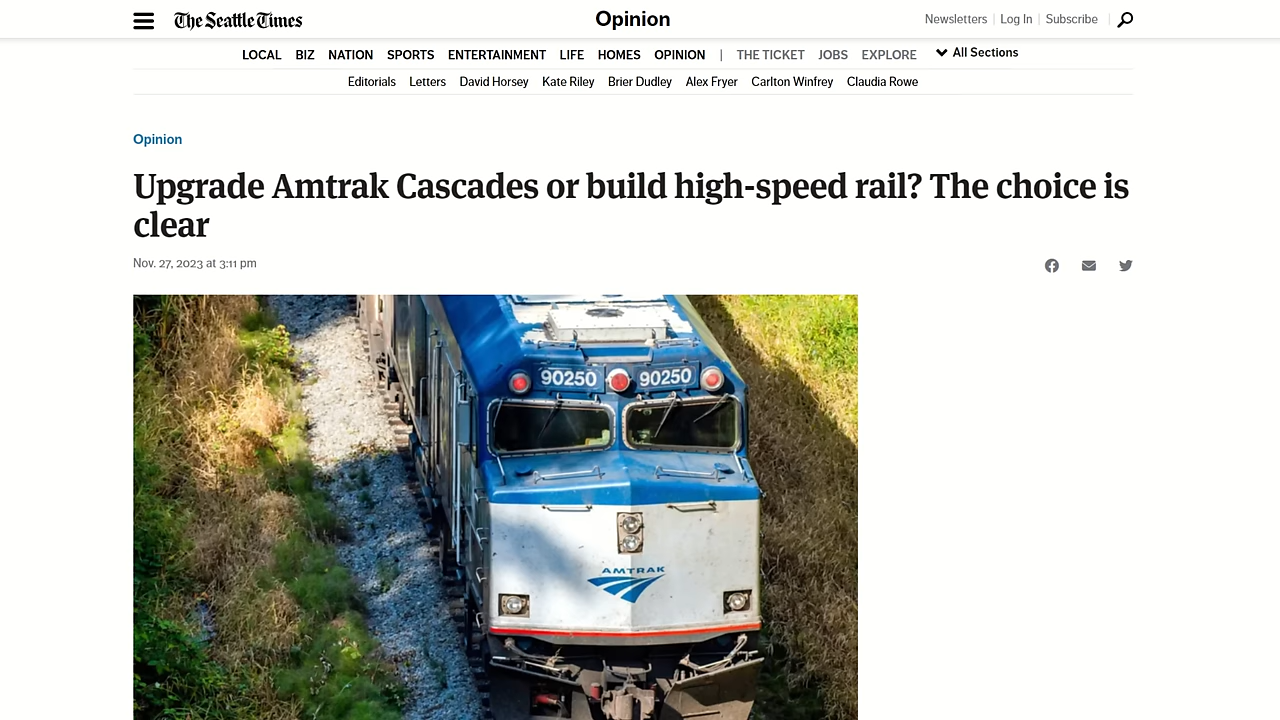 The Seattle Times
Opinion
Newsletters | Log In | Subscribe |
LOCAL BIZ NATION SPORTS ENTERTAINMENT LIFE HOMES OPINION | THE TICKET JOBS EXPLORE All Sections
Editorials Letters David Horsey Kate Riley Brier Dudley Alex Fryer Carlton Winfrey Claudia Rowe
Opinion
Upgrade Amtrak Cascades or build high-speed rail? The choice is
clear
Nov. 27, 2023 at 3:11 pm
90250 90250
AMTRAK